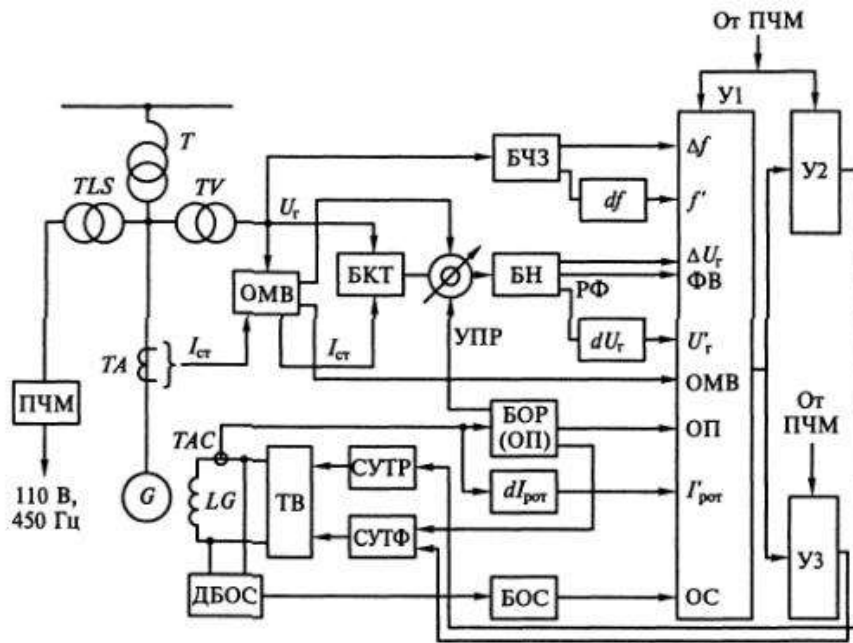 От ПЧМ
У1
T
Δf
БЧЗ
У2
TLS
TV
df
f'
Uг
ΔUг
БКТ
БН
ФВ
ОМВ
РФ
УПР
dUг
U'г
TA
Iст
Iст
ОМВ
ПЧМ
От
ПЧМ
БОР
(ОП)
ОП
TAC
СУТР
110 В,
450 Гц
G
LG
ТВ
dIрот
I'рот
СУТФ
У3
ДБОС
БОС
ОС